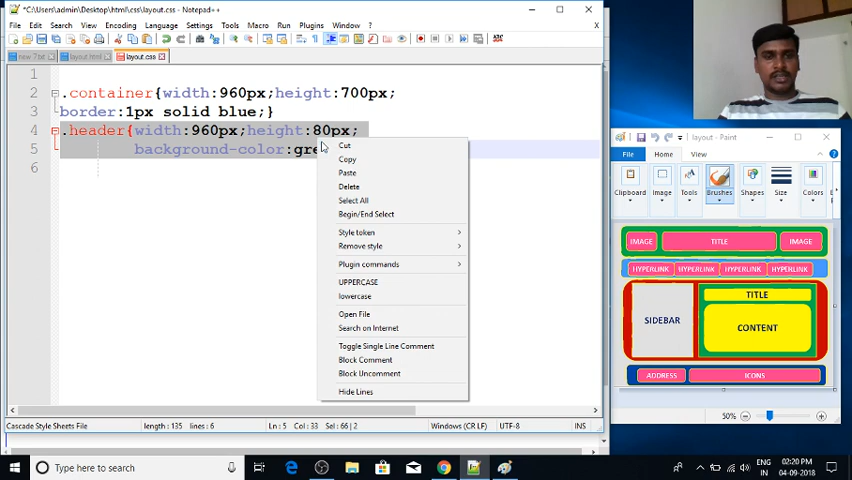 *C:\Users\admin\Desktop\html\css\layout.css - Notepad++
File Edit Search View Encoding Language Settings Tools Macro Run Plugins Window ?
X
layout.html
layout.css
1
2 .container{width:960px;height:700px;
3 border:1px solid blue;}
4 .header{width:960px;height:80px;
5 background-color:gre
6
Cut
Copy
Paste
Delete
Select All
Begin/End Select
Style token
Remove style
Plugin commands
UPPERCASE
lowercase
Open File
Search on Internet
Toggle Single Line Comment
Block Comment
Block Uncomment
Hide Lines
Cascade Style Sheets File length : 135 lines : 6 Ln : 5 Col : 33 Sel : 66 | 2 Windows (CR LF) UTF-8 INS
layout - Paint
File Home View
Clipboard Image Tools Brushes Shapes Size
IMAGE TITLE IMAGE
HYPERLINK HYPERLINK HYPERLINK HYPERLINK
SIDEBAR
TITLE
CONTENT
ADDRESS ICONS
50%
Type here to search
ENG
IN
02:20 PM
04-09-2018